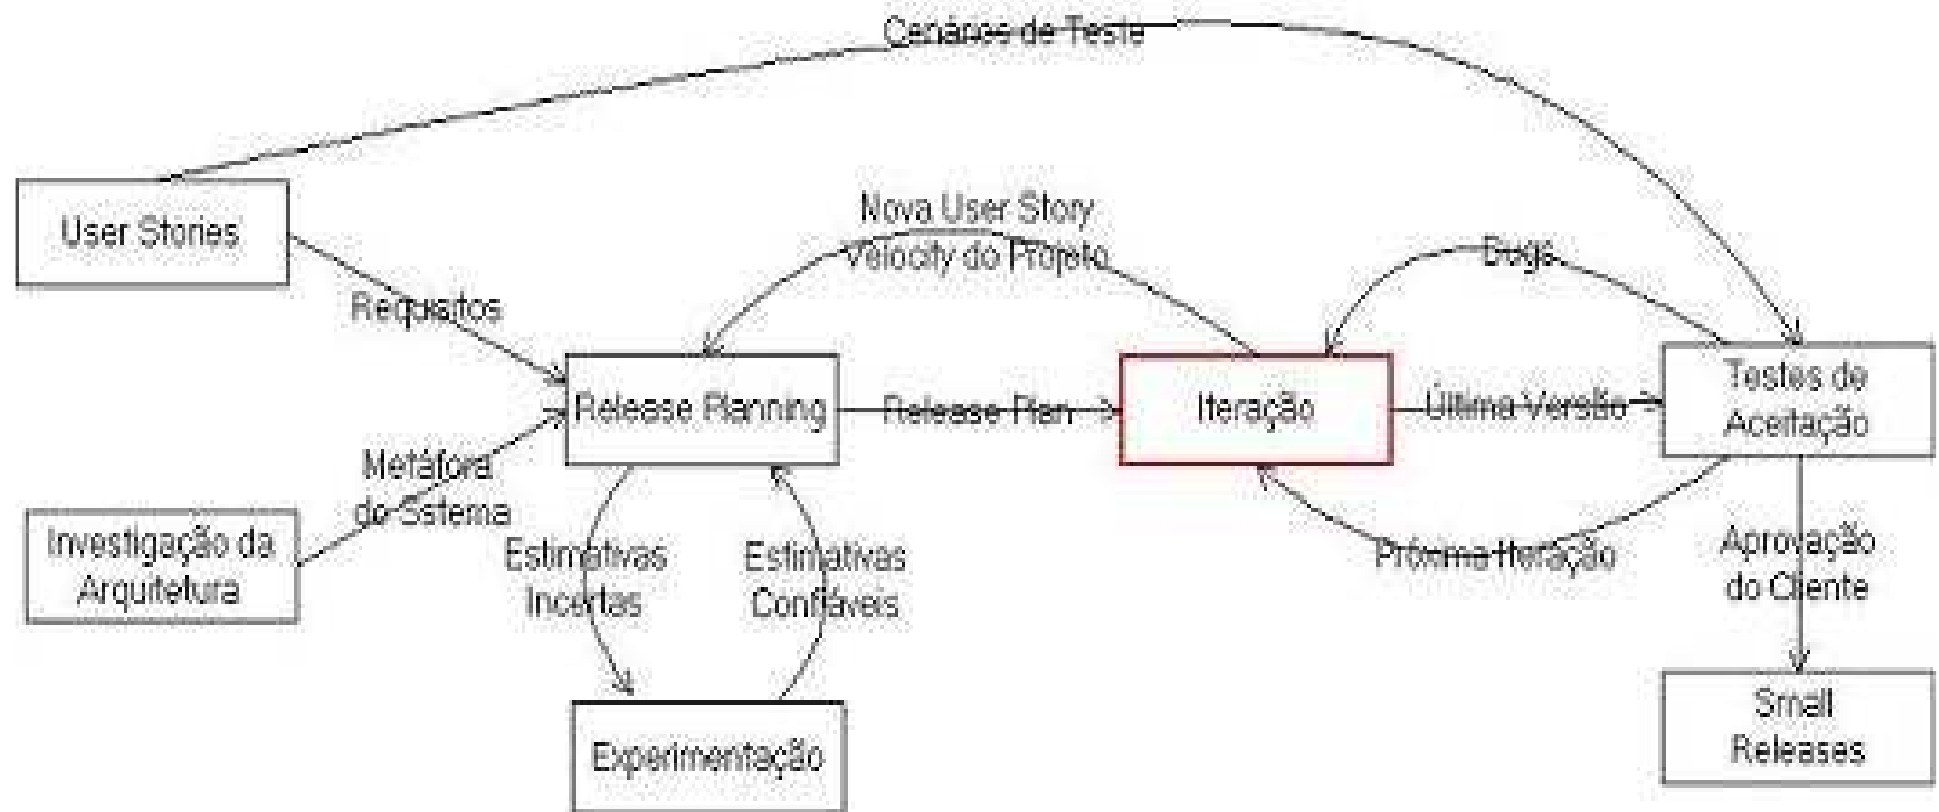 Cenários de Teste
User Stories
Nova User Story
Velocity do Projeto
Bugs
Requisitos
Release Planning
Release Plan
Iteração
Última Versão
Testes de
Aceitação
Metáfora
do Sistema
Investigação da
Arquitetura
Estimativas
Incertas
Estimativas
Confiáveis
Próxima Iteração
Aprovação
do Cliente
Experimentação
Small
Releases